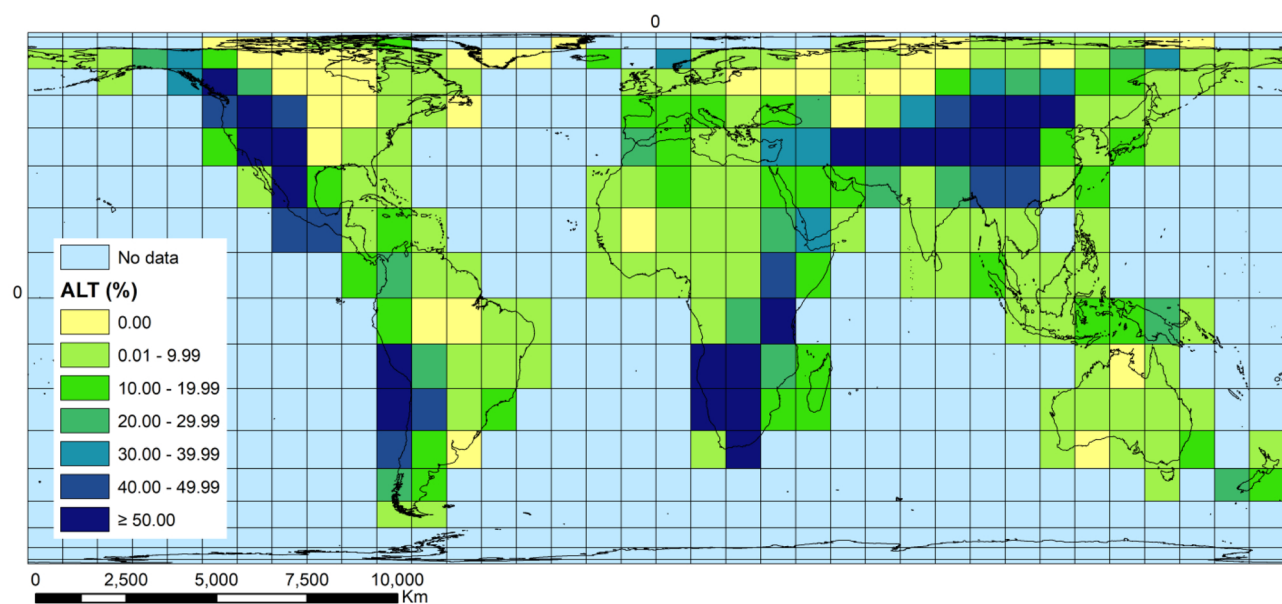 0
0
No data
ALT (%)
0.00
0.01 - 9.99
10.00 - 19.99
20.00 - 29.99
30.00 - 39.99
40.00 - 49.99
≥ 50.00
0 2,500 5,000 7,500 10,000
Km